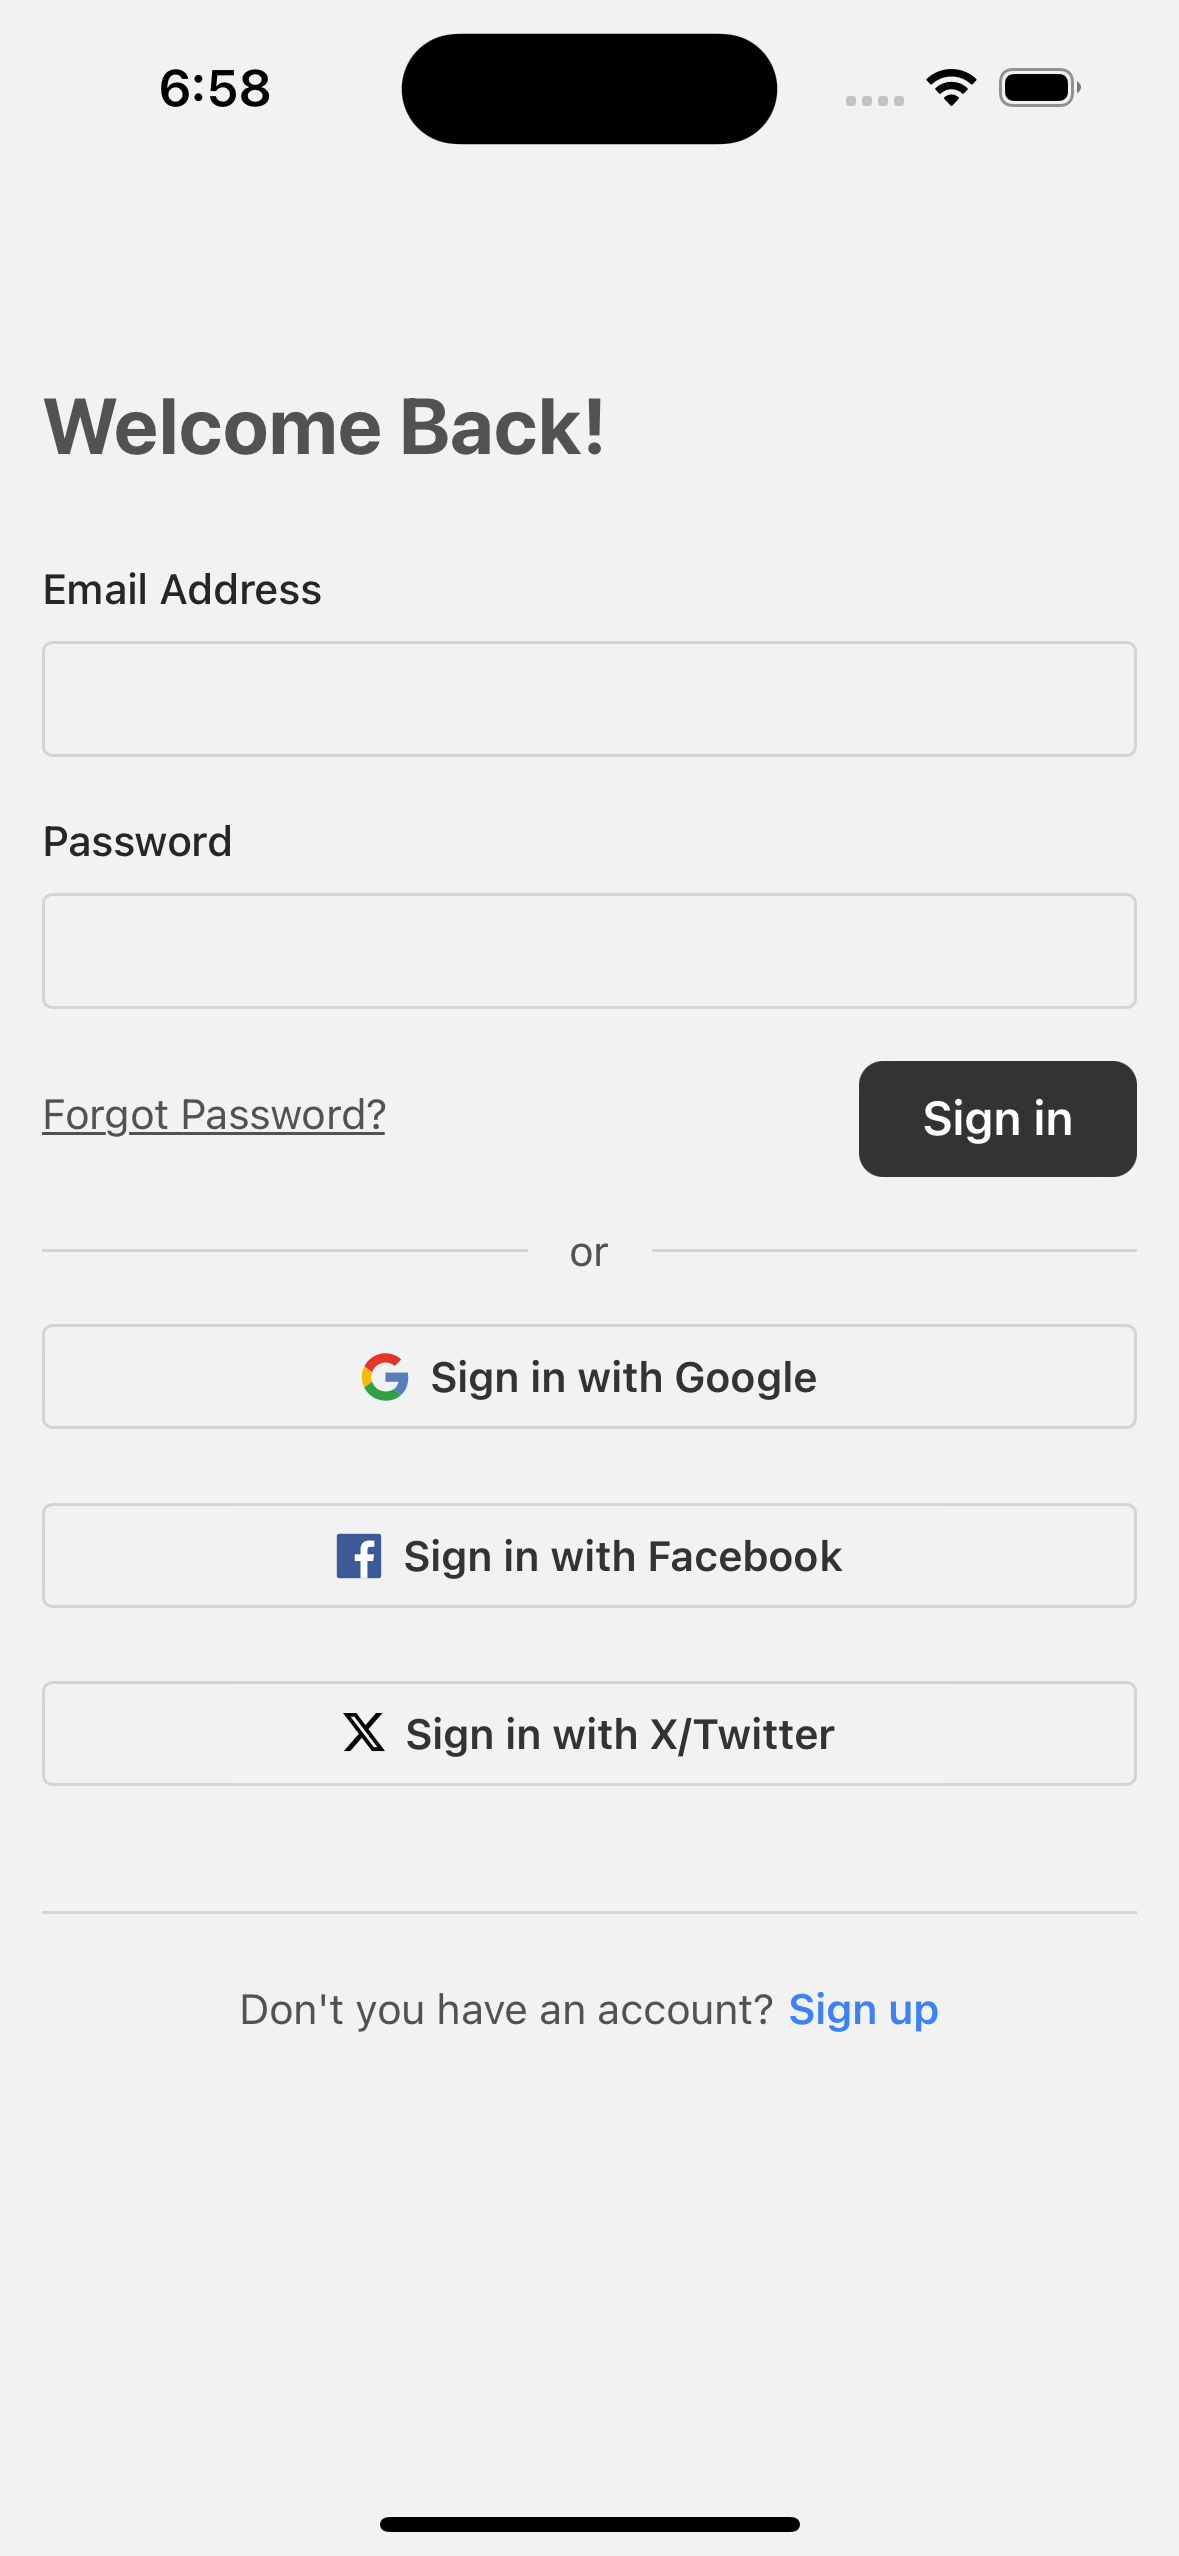 6:58
Welcome Back!
Email Address
Password
Forgot Password?
Sign in
or
Sign in with Google
Sign in with Facebook
Sign in with X/Twitter
Don't you have an account? Sign up